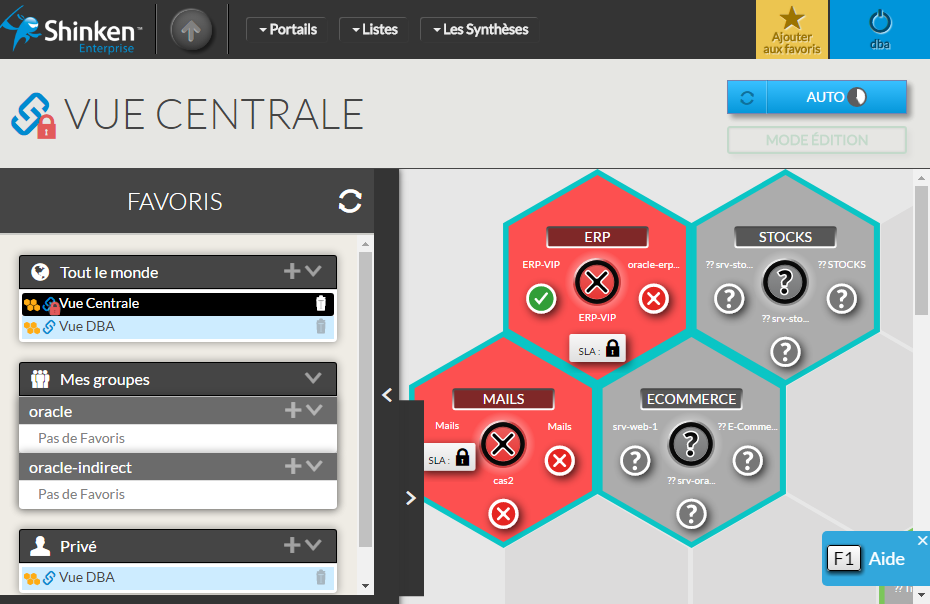 Shinken™
Enterprise
Portails
Listes
Les Synthèses
Ajouter
aux favoris
dba
VUE CENTRALE
AUTO
MODE ÉDITION
FAVORIS
Tout le monde
Vue Centrale
Vue DBA
Mes groupes
oracle
Pas de Favoris
oracle-indirect
Pas de Favoris
Privé
Vue DBA
ERP
ERP-VIP
oracle-erp...
ERP-VIP
SLA :
STOCKS
?? srv-sto...
?? STOCKS
?
?
?
?? srv-sto...
?
MAILS
Mails
Mails
SLA :
cas2
ECOMMERCE
srv-web-1
?? E-Comme...
?
?
?
?? srv-ora...
?
F1 Aide